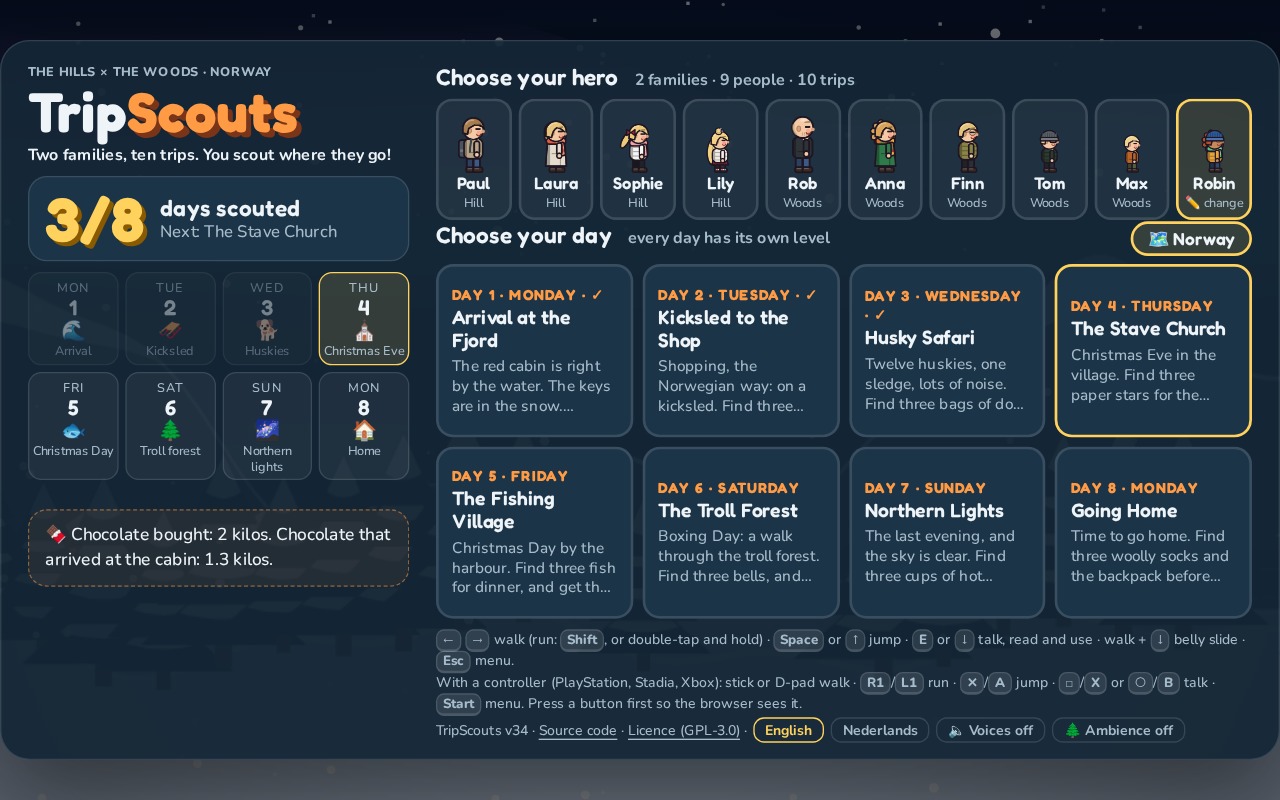 THE HILLS × THE WOODS · NORWAY
TripScouts
Two families, ten trips. You scout where they go!
3/8
days scouted
Next: The Stave Church
MON
1
Arrival
TUE
2
Kicksled
WED
3
Huskies
THU
4
Christmas Eve
FRI
5
Christmas Day
SAT
6
Troll forest
SUN
7
Northern
lights
MON
8
Home
Chocolate bought: 2 kilos. Chocolate that
arrived at the cabin: 1.3 kilos.
Choose your hero 2 families · 9 people · 10 trips
Paul
Hill
Laura
Hill
Sophie
Hill
Lily
Hill
Rob
Woods
Anna
Woods
Finn
Woods
Tom
Woods
Max
Woods
Robin
✏️ change
Choose your day every day has its own level
🗺️ Norway
DAY 1 · MONDAY · ✓
Arrival at the
Fjord
The red cabin is right
by the water. The keys
are in the snow....
DAY 2 · TUESDAY · ✓
Kicksled to the
Shop
Shopping, the
Norwegian way: on a
kicksled. Find three...
DAY 3 · WEDNESDAY
· ✓
Husky Safari
Twelve huskies, one
sledge, lots of noise.
Find three bags of do...
DAY 4 · THURSDAY
The Stave Church
Christmas Eve in the
village. Find three
paper stars for the...
DAY 5 · FRIDAY
The Fishing
Village
Christmas Day by the
harbour. Find three fish
for dinner, and get th...
DAY 6 · SATURDAY
The Troll Forest
Boxing Day: a walk
through the troll forest.
Find three bells, and...
DAY 7 · SUNDAY
Northern Lights
The last evening, and
the sky is clear. Find
three cups of hot...
DAY 8 · MONDAY
Going Home
Time to go home. Find
three woolly socks and
the backpack before...
← → walk (run: Shift, or double-tap and hold) · Space or ↑ jump · E or ↓ talk, read and use · walk + ↓ belly slide ·
Esc menu.
With a controller (PlayStation, Stadia, Xbox): stick or D-pad walk · R1/L1 run · ✕/A jump · □/X or ○/B talk ·
Start menu. Press a button first so the browser sees it.
TripScouts v34 · Source code · Licence (GPL-3.0) · English Nederlands 🔈 Voices off 🌲 Ambience off